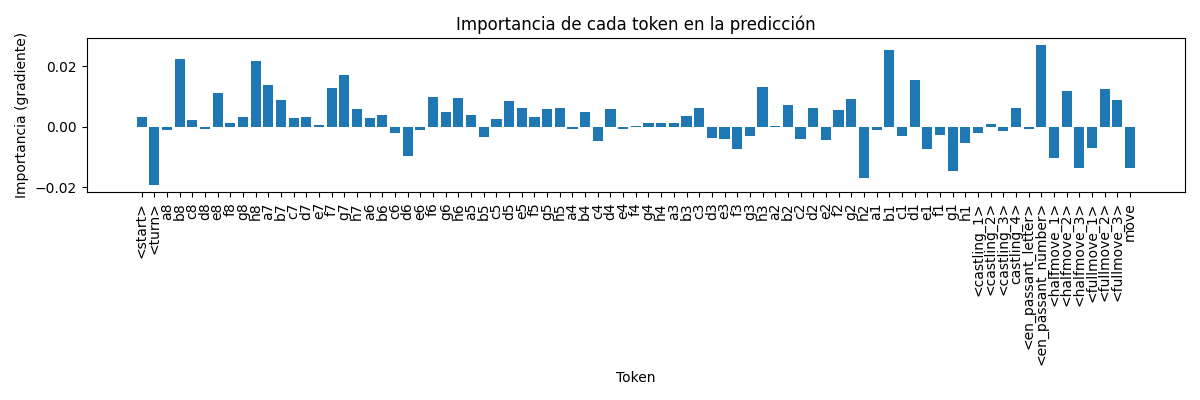 Importancia de cada token en la predicción
Importancia (gradiente)
0.02
0.00
−0.02
<start>
<turn>
a8
b8
c8
d8
e8
f8
g8
h8
a7
b7
c7
d7
e7
f7
g7
h7
a6
b6
c6
d6
e6
f6
g6
h6
a5
b5
c5
d5
e5
f5
g5
h5
a4
b4
c4
d4
e4
f4
g4
h4
a3
b3
c3
d3
e3
f3
g3
h3
a2
b2
c2
d2
e2
f2
g2
h2
a1
b1
c1
d1
e1
f1
g1
h1
<castling_1>
<castling_2>
<castling_3>
castling_4>
<en_passant_letter>
<en_passant_number>
<halfmove_1>
<halfmove_2>
<halfmove_3>
<fullmove_1>
<fullmove_2>
<fullmove_3>
move
Token